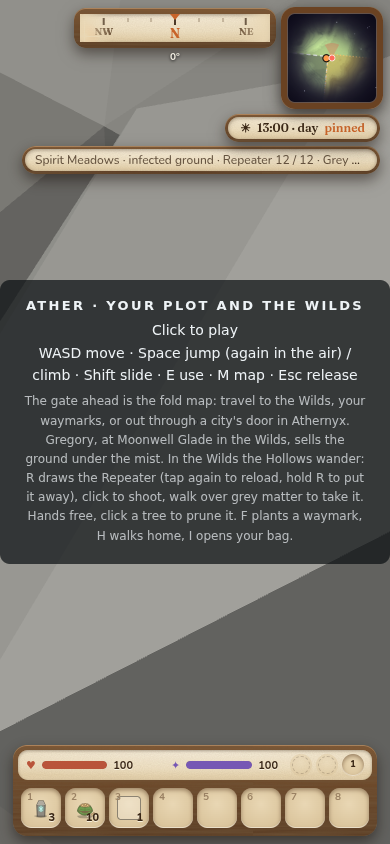 NW N NE
0°
☀ 13:00 · day pinned
Spirit Meadows · infected ground · Repeater 12 / 12 · Grey ...
ATHER · YOUR PLOT AND THE WILDS
Click to play
WASD move · Space jump (again in the air) /
climb · Shift slide · E use · M map · Esc release
The gate ahead is the fold map: travel to the Wilds, your
waymarks, or out through a city's door in Athernyx.
Gregory, at Moonwell Glade in the Wilds, sells the
ground under the mist. In the Wilds the Hollows wander:
R draws the Repeater (tap again to reload, hold R to put
it away), click to shoot, walk over grey matter to take it.
Hands free, click a tree to prune it. F plants a waymark,
H walks home, I opens your bag.
♥ 100 ✦ 100 1
1 2 3 4 5 6 7 8
3 10 1